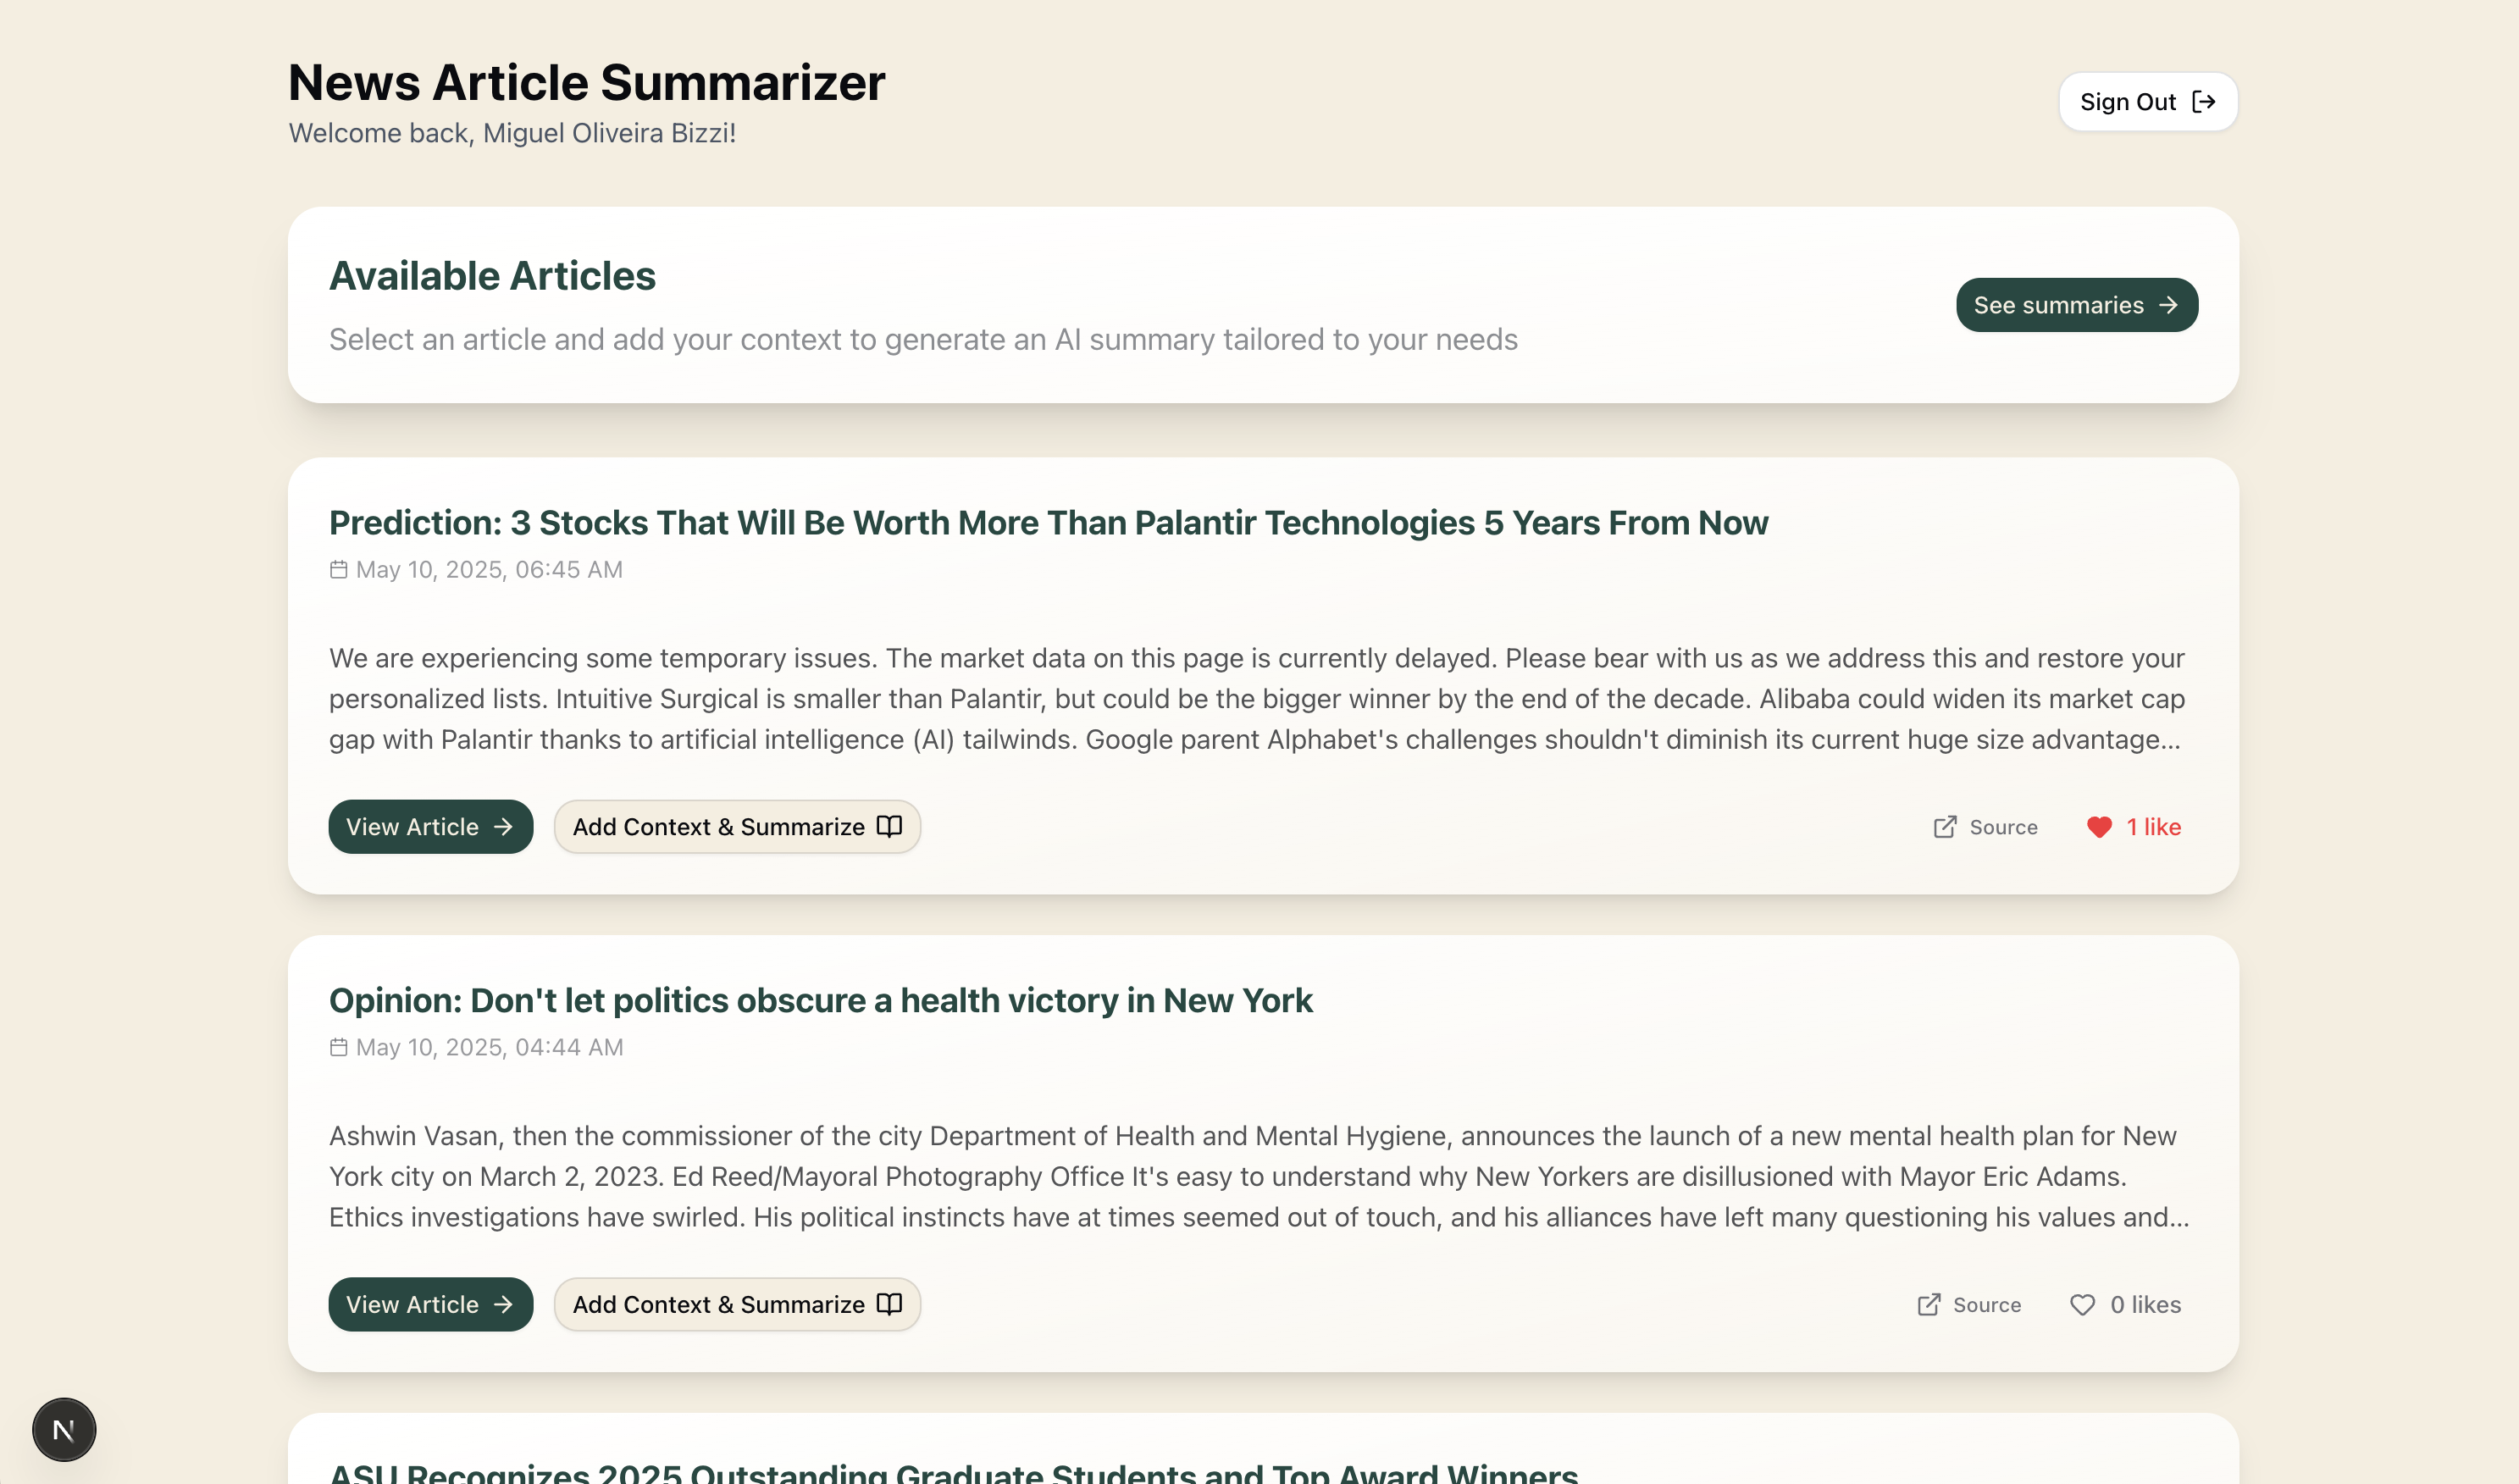 News Article Summarizer
Welcome back, Miguel Oliveira Bizzi!
Sign Out
Available Articles
Select an article and add your context to generate an AI summary tailored to your needs
See summaries
Prediction: 3 Stocks That Will Be Worth More Than Palantir Technologies 5 Years From Now
May 10, 2025, 06:45 AM
We are experiencing some temporary issues. The market data on this page is currently delayed. Please bear with us as we address this and restore your
personalized lists. Intuitive Surgical is smaller than Palantir, but could be the bigger winner by the end of the decade. Alibaba could widen its market cap
gap with Palantir thanks to artificial intelligence (AI) tailwinds. Google parent Alphabet's challenges shouldn't diminish its current huge size advantage...
View Article
Add Context & Summarize
Source
1 like
Opinion: Don't let politics obscure a health victory in New York
May 10, 2025, 04:44 AM
Ashwin Vasan, then the commissioner of the city Department of Health and Mental Hygiene, announces the launch of a new mental health plan for New
York city on March 2, 2023. Ed Reed/Mayoral Photography Office It's easy to understand why New Yorkers are disillusioned with Mayor Eric Adams.
Ethics investigations have swirled. His political instincts have at times seemed out of touch, and his alliances have left many questioning his values and...
View Article
Add Context & Summarize
Source
0 likes
N
ASU Recognizes 2025 Outstanding Graduate Students and Top Award Winners